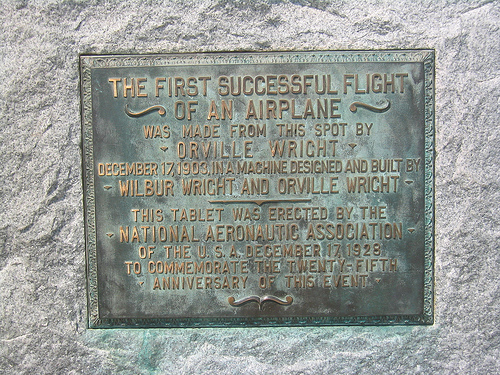 THE FIRST SUCCESSFUL FLIGHT
OF AN AIRPLANE
WAS MADE FROM THIS SPOT BY
ORVILLE WRIGHT
DECEMBER 17, 1903, IN A MACHINE DESIGNED AND BUILT BY
WILBUR WRIGHT AND ORVILLE WRIGHT
THIS TABLET WAS ERECTED BY THE
NATIONAL AERONAUTIC ASSOCIATION
OF THE U.S.A. DECEMBER 17, 1928
TO COMMEMORATE THE TWENTY-FIFTH
ANNIVERSARY OF THIS EVENT